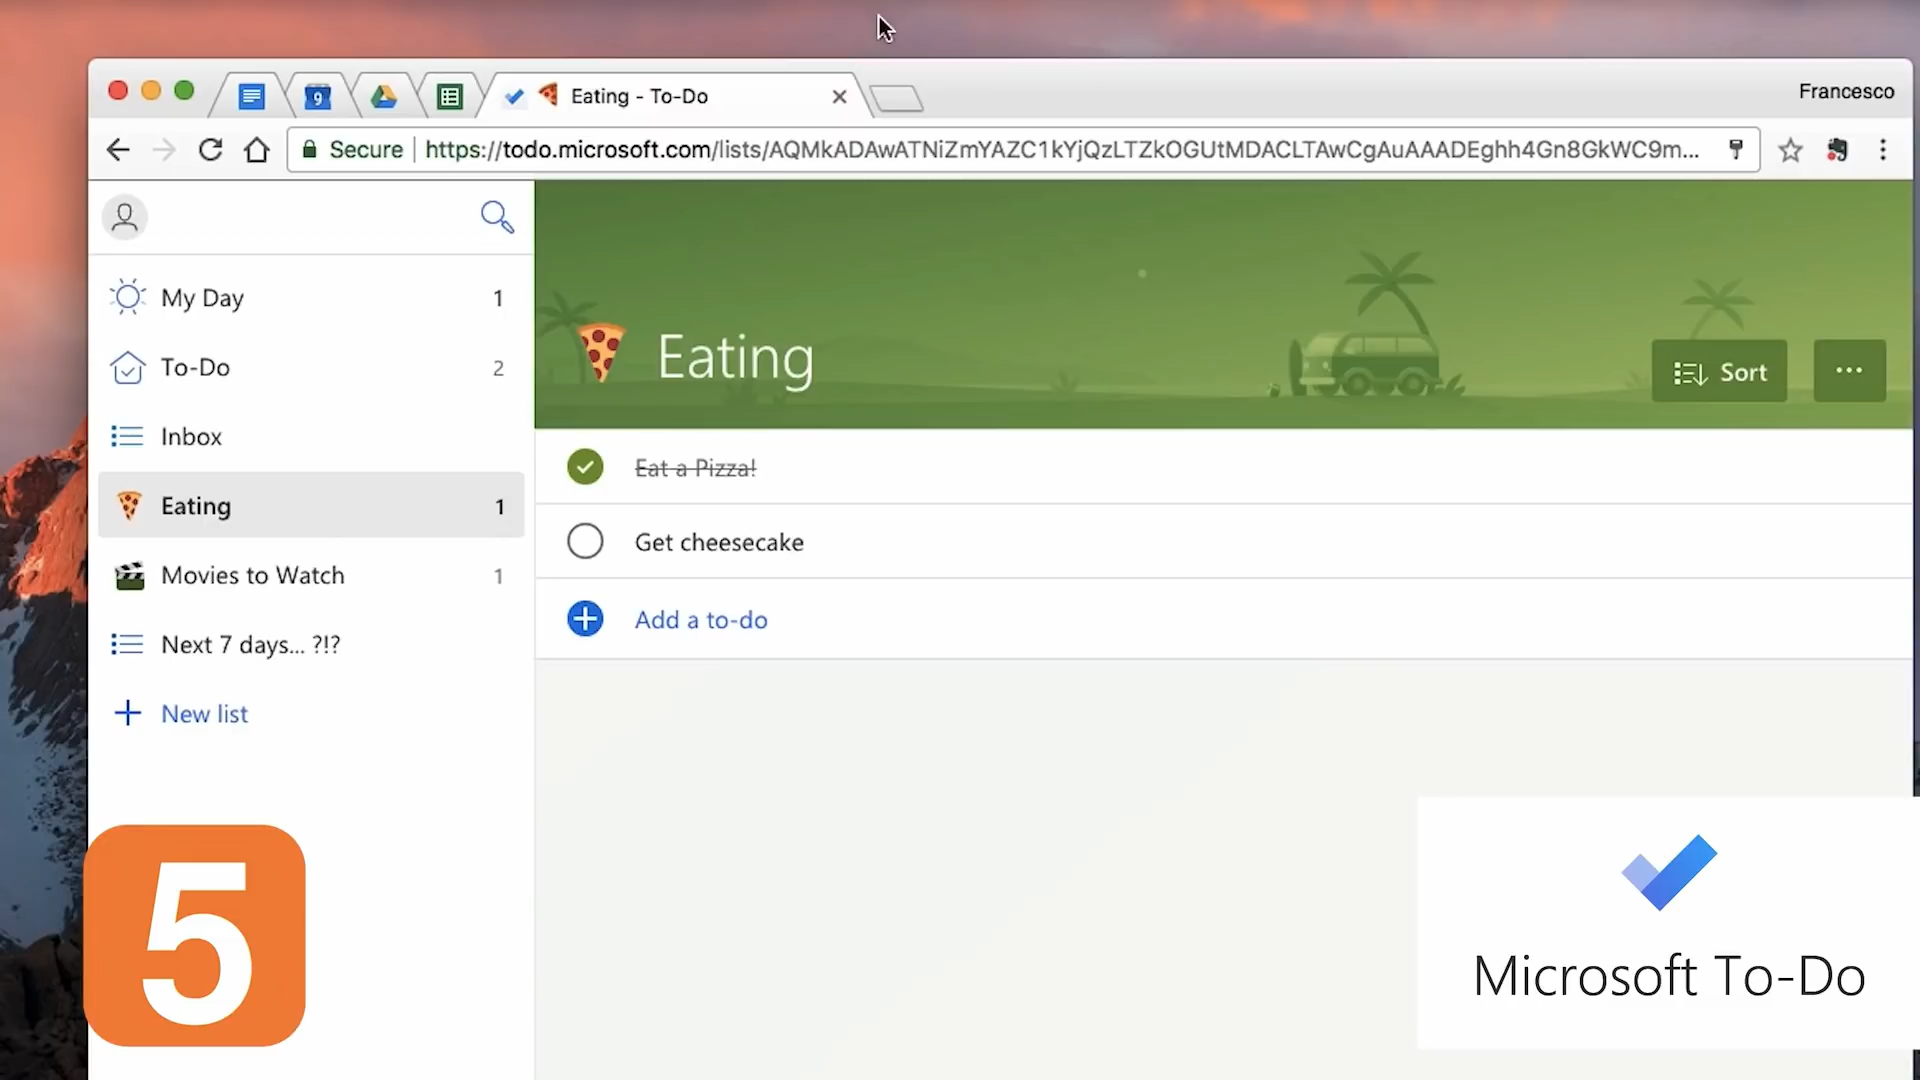 9
Eating - To-Do
Francesco
Secure https://todo.microsoft.com/lists/AQMkADAwATNiZmYAZC1kYjQzLTZkOGUtMDACLTAwCgAuAAADEghh4Gn8GkWC9m...
My Day 1
To-Do 2
Inbox
Eating 1
Movies to Watch 1
Next 7 days... ?!?
New list
Eating
Sort
Eat a Pizza!
Get cheesecake
Add a to-do
5
Microsoft To-Do